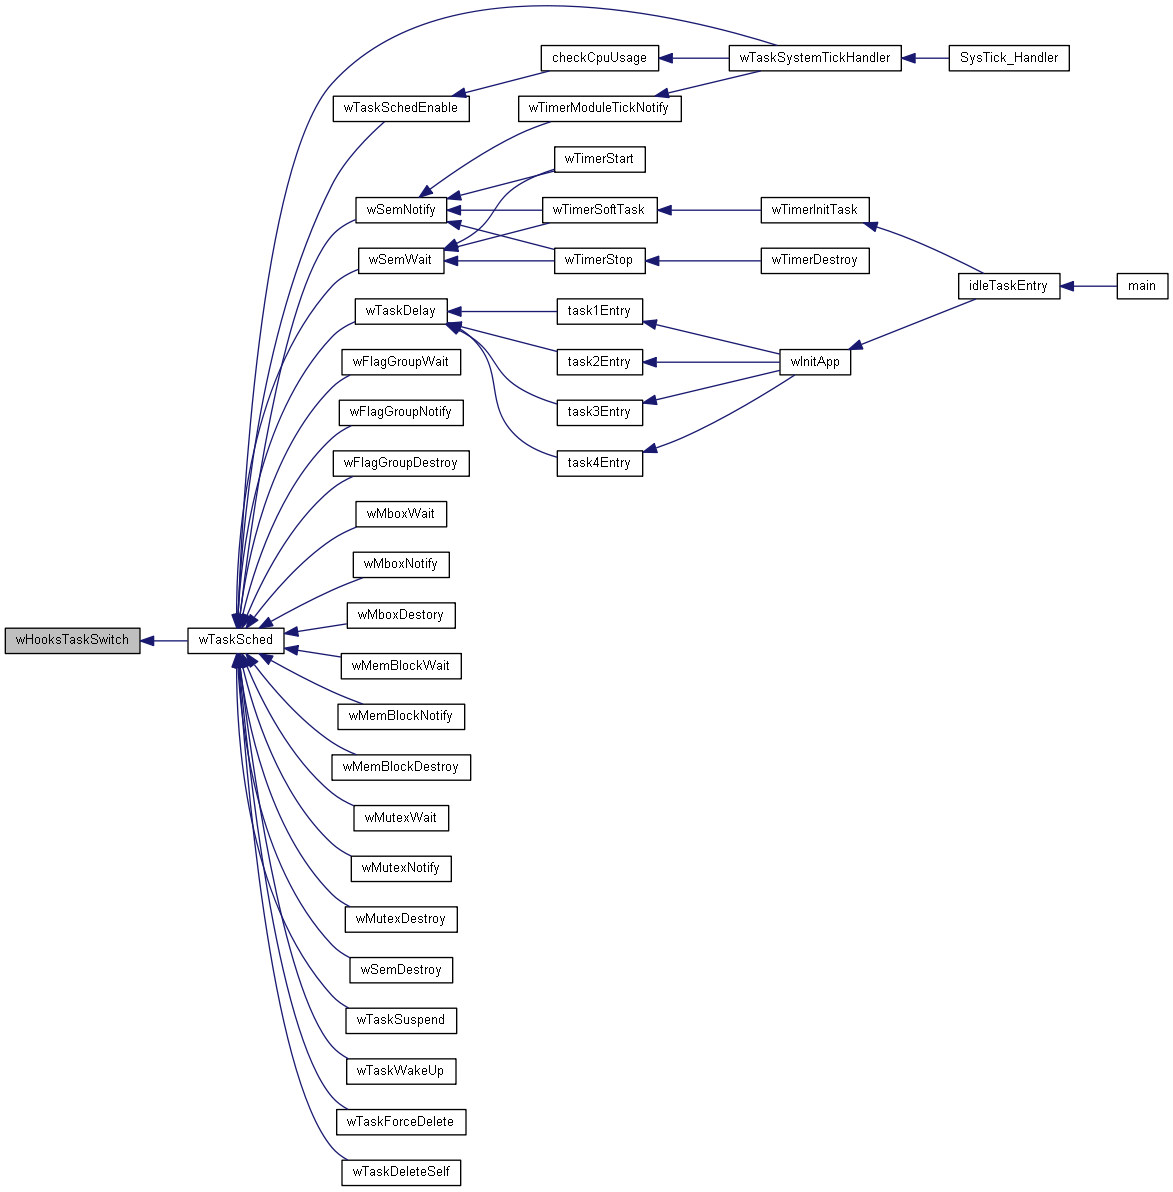 wTaskSystemTickHandler
SysTick_Handler
checkCpuUsage
wTaskSchedEnable
wTimerModuleTickNotify
wTimerStart
wSemNotify
wTimerSoftTask
wTimerInitTask
wSemWait
wTimerStop
wTimerDestroy
idleTaskEntry
main
wTaskDelay
task1Entry
wFlagGroupWait
task2Entry
wInitApp
wFlagGroupNotify
task3Entry
wFlagGroupDestroy
task4Entry
wMboxWait
wMboxNotify
wMboxDestory
wHooksTaskSwitch
wTaskSched
wMemBlockWait
wMemBlockNotify
wMemBlockDestroy
wMutexWait
wMutexNotify
wMutexDestroy
wSemDestroy
wTaskSuspend
wTaskWakeUp
wTaskForceDelete
wTaskDeleteSelf